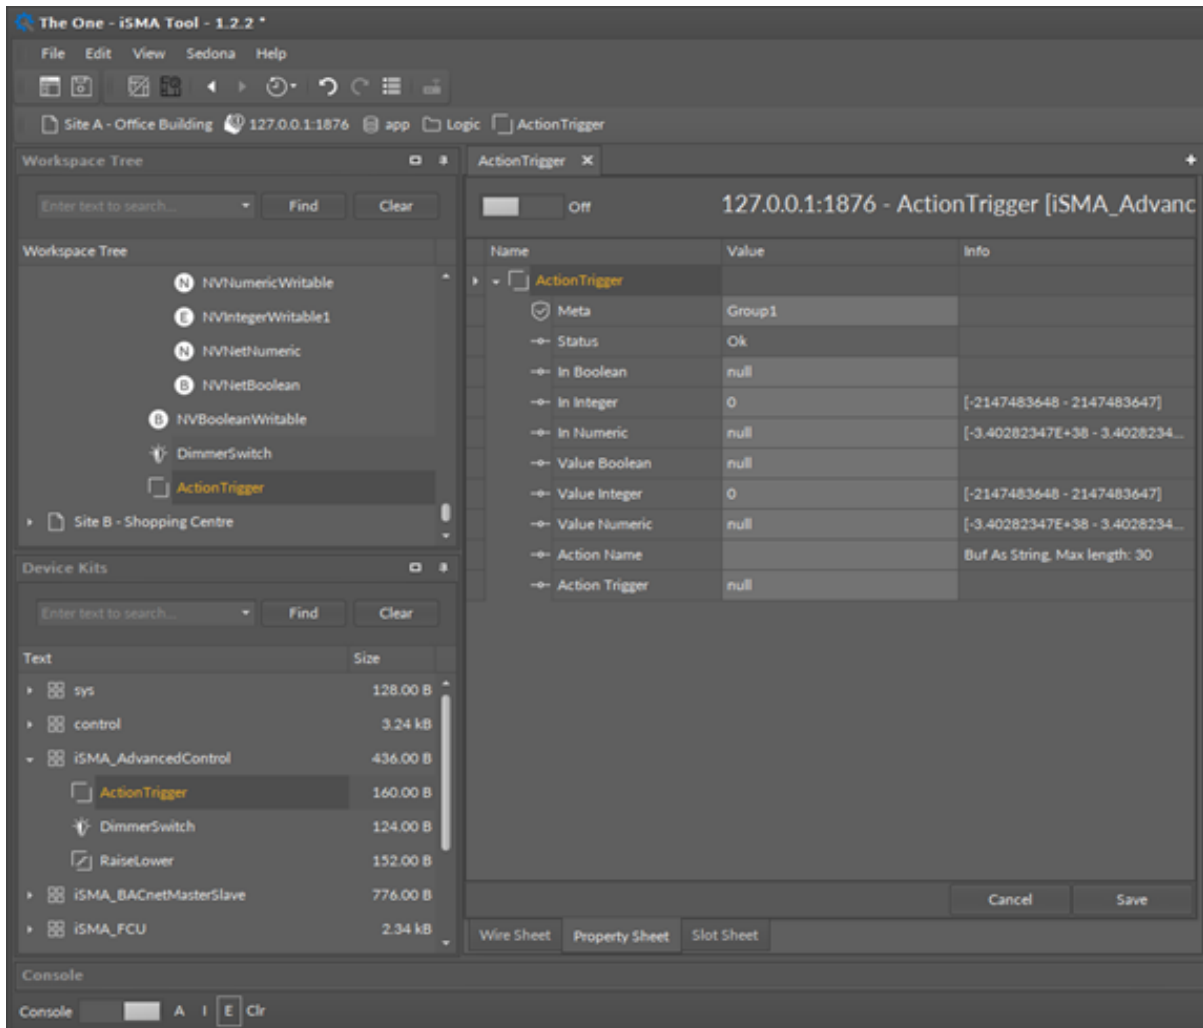 The One - iSMA Tool - 1.2.2 *
File Edit View Sedona Help
Site A - Office Building 127.0.0.1:1876 app Logic ActionTrigger
Workspace Tree
Enter text to search... Find Clear
Workspace Tree
N NVNumericWritable
E NVIntegerWritable1
N NVNetNumeric
B NVNetBoolean
B NVBooleanWritable
DimmerSwitch
ActionTrigger
Site B - Shopping Centre
Device Kits
Enter text to search... Find Clear
Text Size
sys 128.00 B
control 3.24 kB
iSMA_AdvancedControl 436.00 B
ActionTrigger 160.00 B
DimmerSwitch 124.00 B
RaiseLower 152.00 B
iSMA_BACnetMasterSlave 776.00 B
iSMA_FCU 2.34 kB
ActionTrigger
Off 127.0.0.1:1876 - ActionTrigger [iSMA_Advanc
Name Value Info
ActionTrigger
Meta Group1
Status Ok
In Boolean null
In Integer 0 [-2147483648 - 2147483647]
In Numeric null [-3.40282347E+38 - 3.4028234...
Value Boolean null
Value Integer 0 [-2147483648 - 2147483647]
Value Numeric null [-3.40282347E+38 - 3.4028234...
Action Name Buf As String, Max length: 30
Action Trigger null
Cancel Save
Wire Sheet Property Sheet Slot Sheet
Console
Console A I E Clr